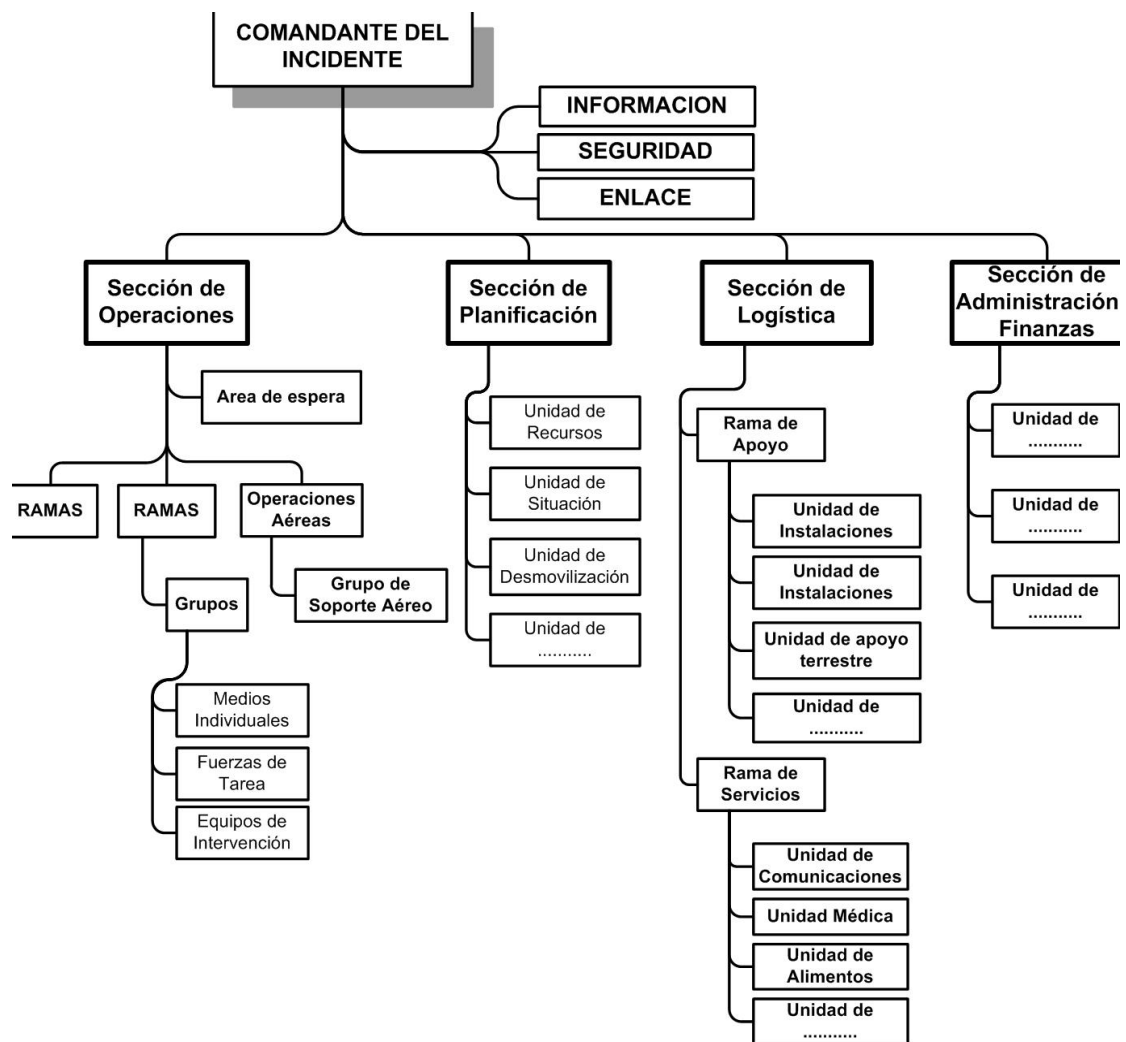 COMANDANTE DEL
INCIDENTE
INFORMACION
SEGURIDAD
ENLACE
Sección de
Operaciones
Sección de
Planificación
Sección de
Logística
Sección de
Administración
Finanzas
Area de espera
RAMAS
RAMAS
Operaciones
Aéreas
Grupos
Grupo de
Soporte Aéreo
Medios
Individuales
Fuerzas de
Tarea
Equipos de
Intervención
Unidad de
Recursos
Unidad de
Situación
Unidad de
Desmovilización
Unidad de
...........
Rama de
Apoyo
Unidad de
Instalaciones
Unidad de
Instalaciones
Unidad de apoyo
terrestre
Unidad de
...........
Rama de
Servicios
Unidad de
Comunicaciones
Unidad Médica
Unidad de
Alimentos
Unidad de
...........
Unidad de
...........
Unidad de
...........
Unidad de
...........